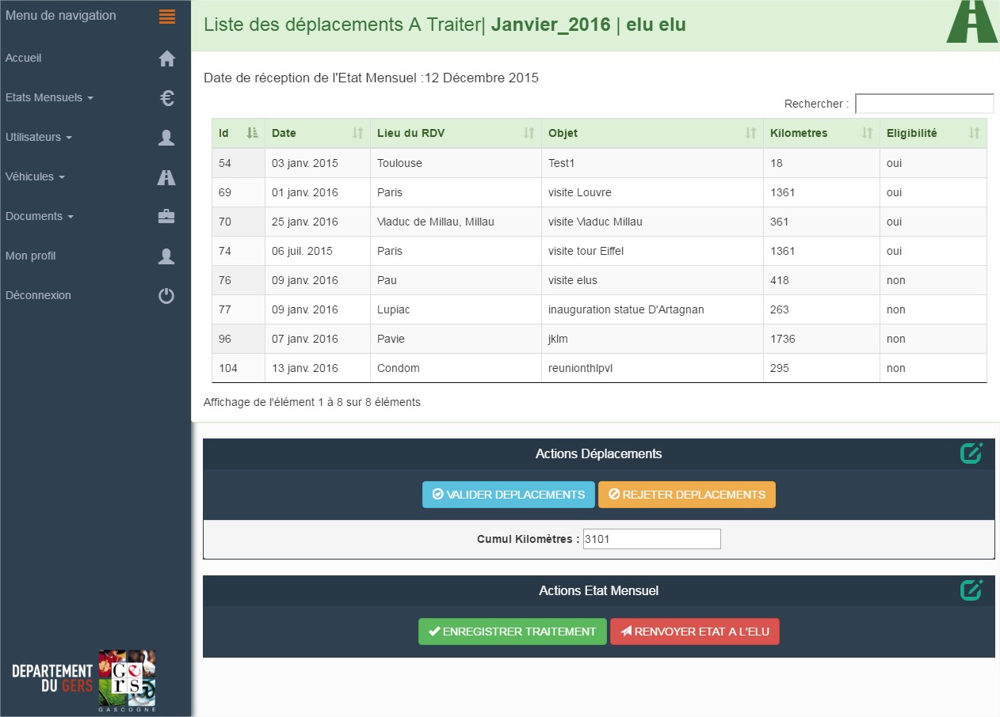 Menu de navigation
Accueil
Etats Mensuels
Utilisateurs
Véhicules
Documents
Mon profil
Déconnexion
DEPARTEMENT
DU GERS
Gers
GASCOGNE
Liste des déplacements A Traiter| Janvier_2016 | elu elu
Date de réception de l'Etat Mensuel :12 Décembre 2015
Rechercher :
Id Date Lieu du RDV Objet Kilometres Eligibilité
54 03 janv. 2015 Toulouse Test1 18 oui
69 01 janv. 2016 Paris visite Louvre 1361 oui
70 25 janv. 2016 Viaduc de Millau, Millau visite Viaduc Millau 361 oui
74 06 juil. 2015 Paris visite tour Eiffel 1361 oui
76 09 janv. 2016 Pau visite elus 418 non
77 09 janv. 2016 Lupiac inauguration statue D'Artagnan 263 non
96 07 janv. 2016 Pavie jklm 1736 non
104 13 janv. 2016 Condom reunionthlpvl 295 non
Affichage de l'élément 1 à 8 sur 8 éléments
Actions Déplacements
VALIDER DEPLACEMENTS REJETER DEPLACEMENTS
Cumul Kilomètres : 3101
Actions Etat Mensuel
ENREGISTRER TRAITEMENT RENVOYER ETAT A L'ELU